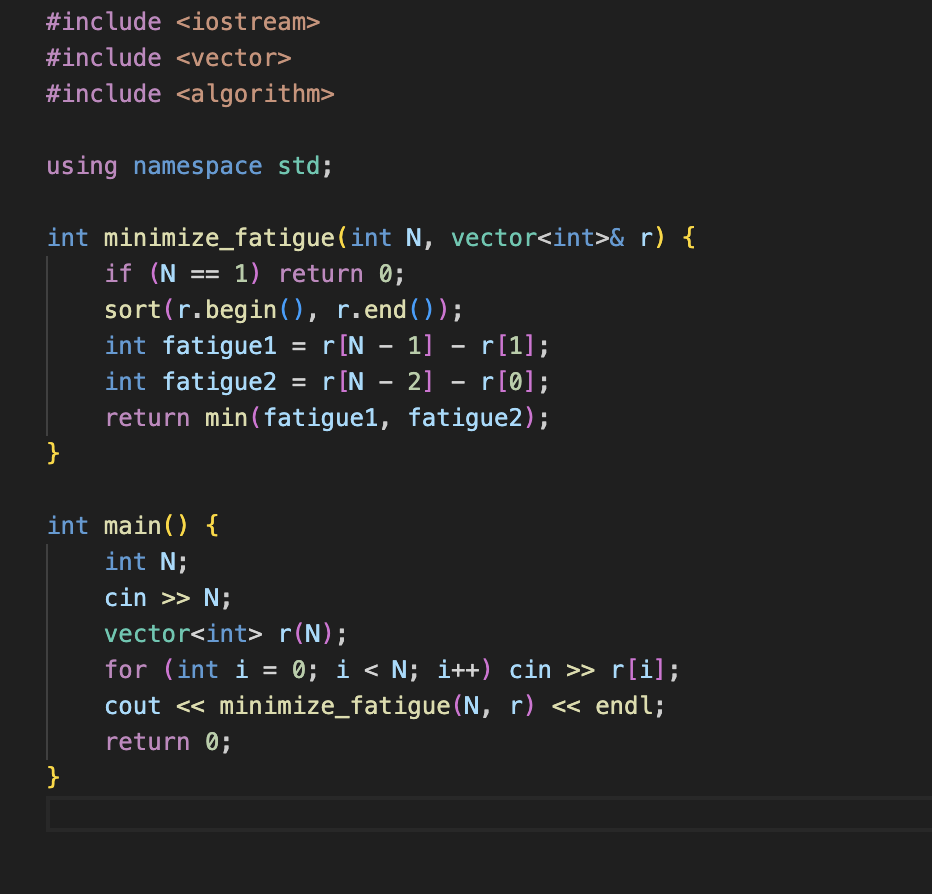 #include <iostream>
#include <vector>
#include <algorithm>
using namespace std;
int minimize_fatigue(int N, vector<int>& r) {
if (N == 1) return 0;
sort(r.begin(), r.end());
int fatigue1 = r[N - 1] - r[1];
int fatigue2 = r[N - 2] - r[0];
return min(fatigue1, fatigue2);
}
int main() {
int N;
cin >> N;
vector<int> r(N);
for (int i = 0; i < N; i++) cin >> r[i];
cout << minimize_fatigue(N, r) << endl;
return 0;
}